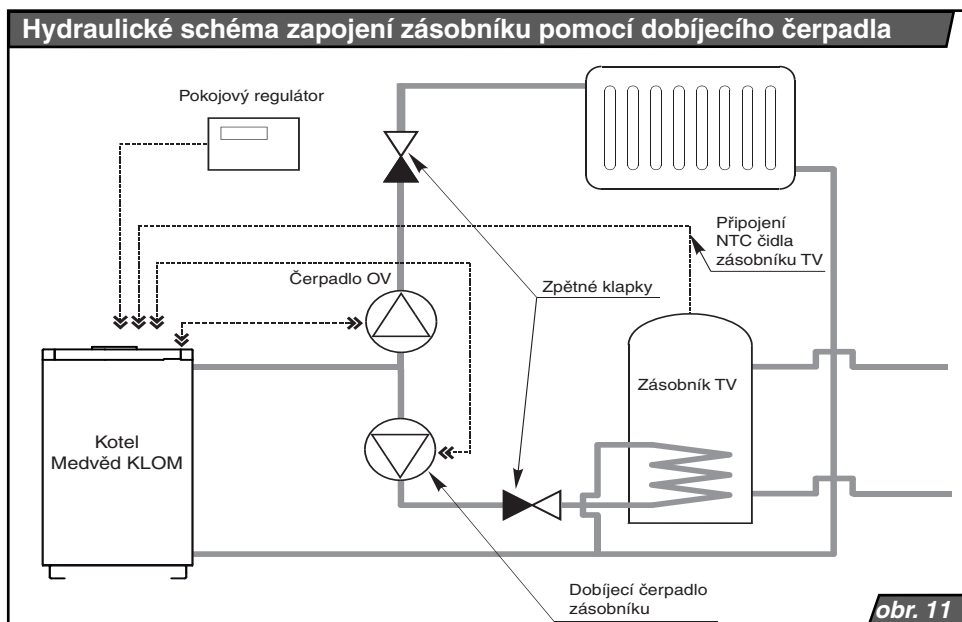 Hydraulické schéma zapojení zásobníku pomocí dobíjecího čerpadla
Pokojový regulátor
Připojení
NTC čidla
zásobníku TV
Čerpadlo OV
Zpětné klapky
Zásobník TV
Kotel
Medvěd KLOM
Dobíjecí čerpadlo
zásobníku
obr. 11